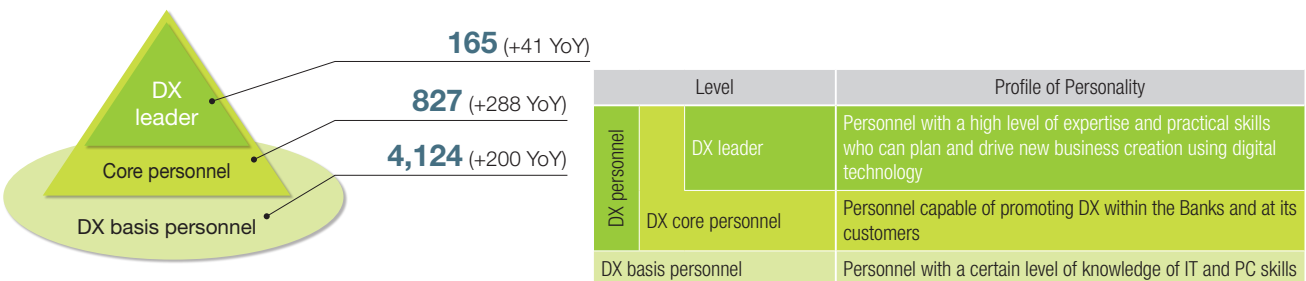 165 (+41 YoY)
827 (+288 YoY)
4,124 (+200 YoY)
DX
leader
Core personnel
DX basis personnel
Level
Profile of Personality
DX personnel
DX leader
Personnel with a high level of expertise and practical skills
who can plan and drive new business creation using digital
technology
DX core personnel
Personnel capable of promoting DX within the Banks and at its
customers
DX basis personnel
Personnel with a certain level of knowledge of IT and PC skills